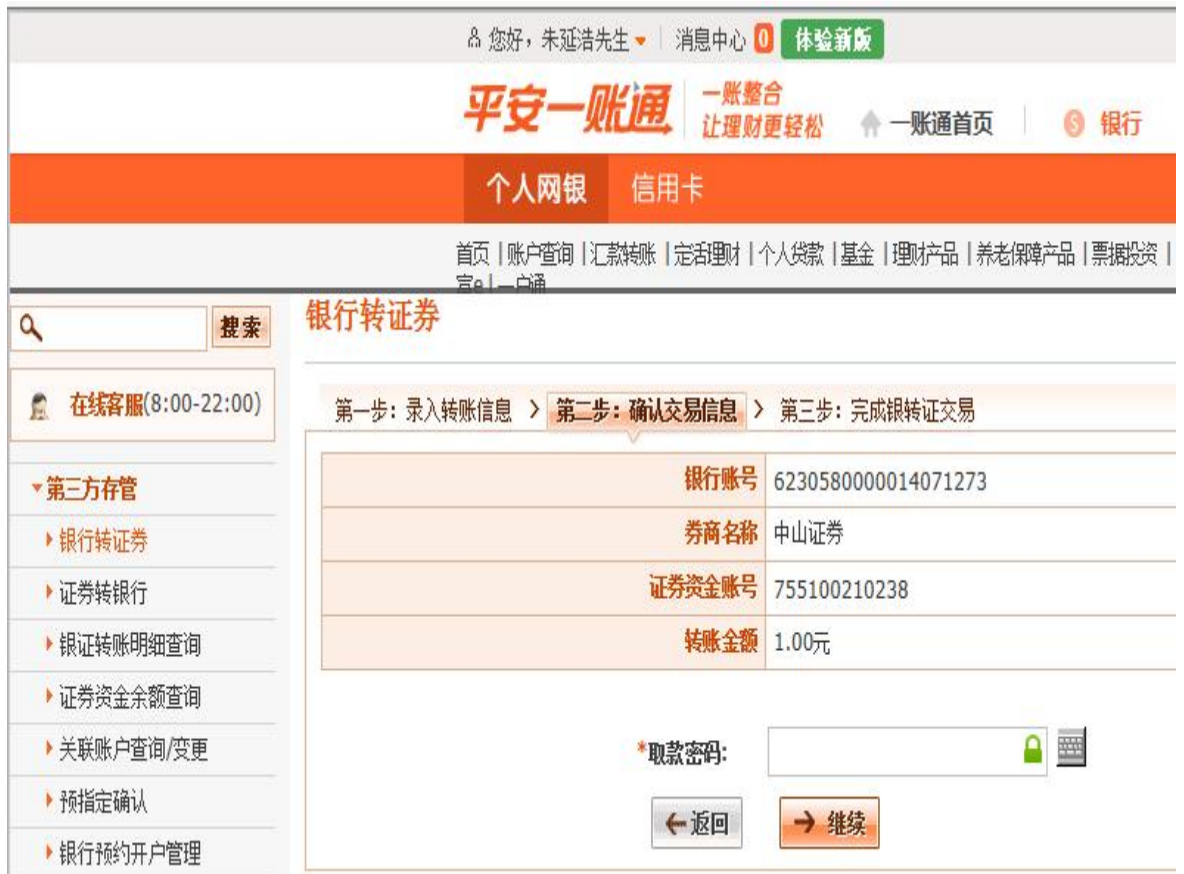 您好，朱延浩先生 消息中心 0 体验新版
平安一账通 一账整合
让理财更轻松 一账通首页 银行
个人网银 信用卡
首页 | 账户查询 | 汇款转账 | 定活理财 | 个人贷款 | 基金 | 理财产品 | 养老保障产品 | 票据投资 |
富e | 一户通
搜索
银行转证券
在线客服(8:00-22:00)
第一步：录入转账信息 > 第二步：确认交易信息 > 第三步：完成银转证交易
第三方存管
银行转证券
证券转银行
银证转账明细查询
证券资金余额查询
关联账户查询/变更
预指定确认
银行预约开户管理
银行账号 6230580000014071273
券商名称 中山证券
证券资金账号 755100210238
转账金额 1.00元
*取款密码:
返回 继续